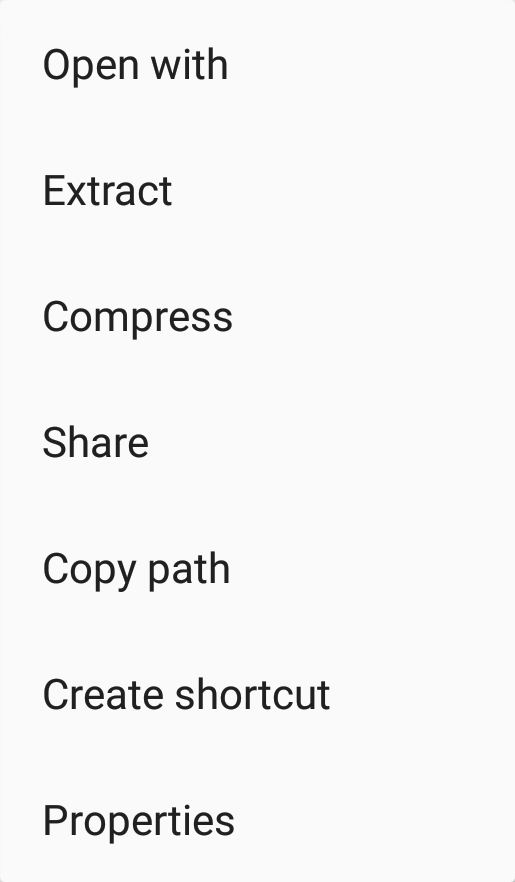 Open with
Extract
Compress
Share
Copy path
Create shortcut
Properties